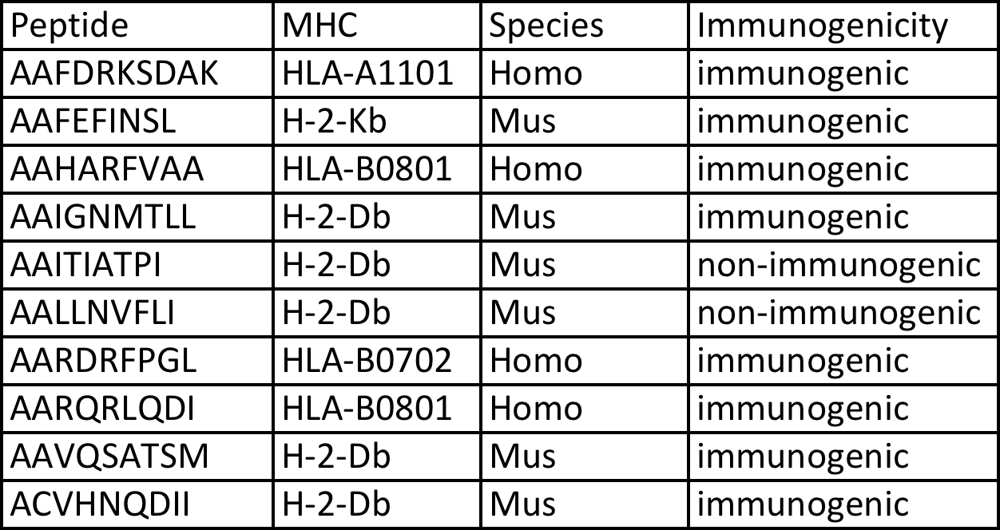 Peptide MHC Species Immunogenicity
AAFDRKSDAK HLA-A1101 Homo immunogenic
AAFEFINSL H-2-Kb Mus immunogenic
AAHARFVAA HLA-B0801 Homo immunogenic
AAIGNMTLL H-2-Db Mus immunogenic
AAITIATPI H-2-Db Mus non-immunogenic
AALLNVFLI H-2-Db Mus non-immunogenic
AARDRFPGL HLA-B0702 Homo immunogenic
AARQRLQDI HLA-B0801 Homo immunogenic
AAVQSATSM H-2-Db Mus immunogenic
ACVHNQDII H-2-Db Mus immunogenic